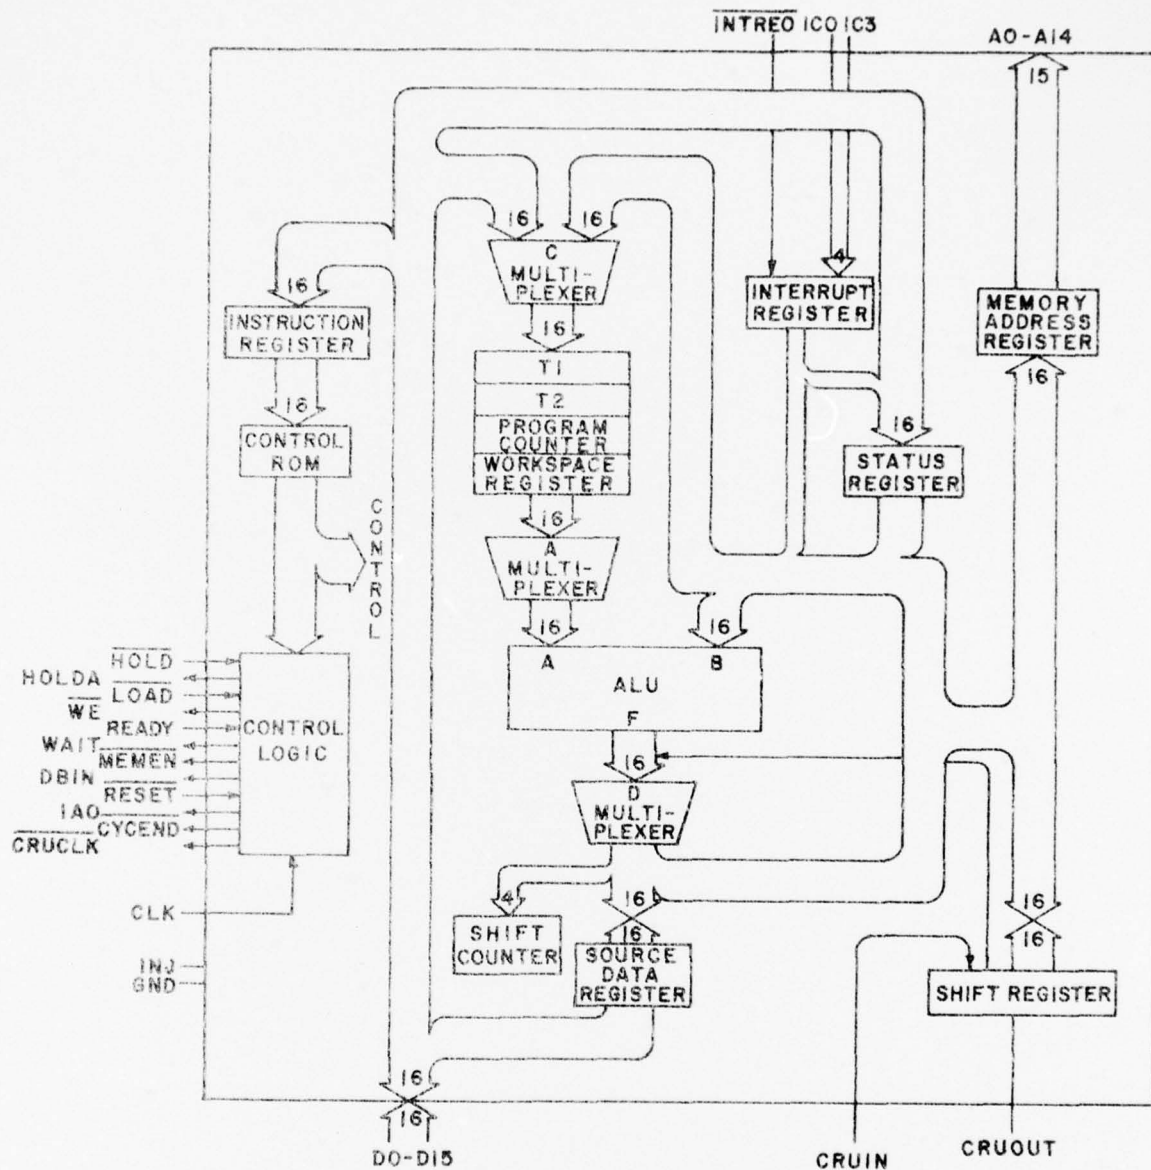 INTREQ IC0 IC3
A0-A14
15
16
16
C
MULTI-
PLEXER
16
INSTRUCTION
REGISTER
16
CONTROL
ROM
CONTROL
16
T1
T2
PROGRAM
COUNTER
WORKSPACE
REGISTER
16
A
MULTI-
PLEXER
16
16
A
B
ALU
F
16
D
MULTI-
PLEXER
4
INTERRUPT
REGISTER
16
STATUS
REGISTER
MEMORY
ADDRESS
REGISTER
16
HOLD
HOLDA
LOAD
WE
READY
WAIT
MEMEN
DBIN
RESET
IAQ
CYCEND
CRUCLK
CONTROL
LOGIC
CLK
INJ
GND
4
SHIFT
COUNTER
16
16
SOURCE
DATA
REGISTER
16
16
SHIFT REGISTER
16
16
D0-D15
CRUIN
CRUOUT